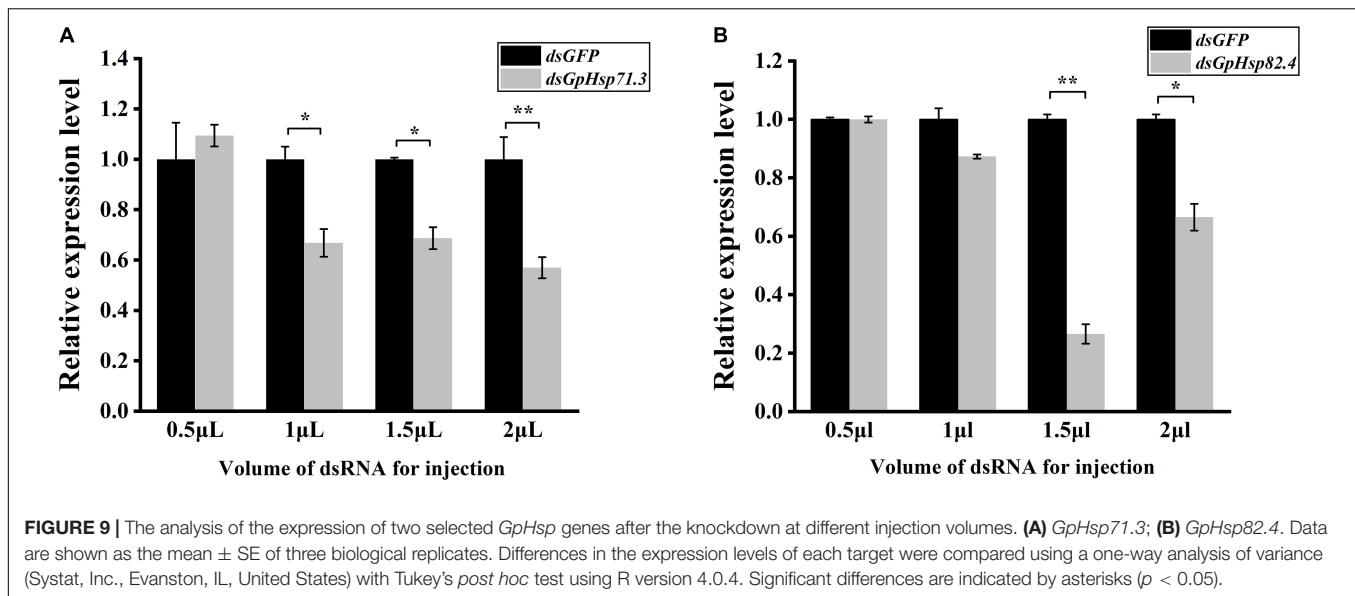 A
dsGFP
dsGpHsp71.3
Relative expression level
1.4
1.2
1.0
0.8
0.6
0.4
0.2
0.0
*
*
**
0.5µL 1µL 1.5µL 2µL
Volume of dsRNA for injection
B
dsGFP
dsGpHsp82.4
Relative expression level
1.2
1.0
0.8
0.6
0.4
0.2
0.0
**
*
0.5µl 1µl 1.5µl 2µl
Volume of dsRNA for injection
FIGURE 9 | The analysis of the expression of two selected GpHsp genes after the knockdown at different injection volumes. (A) GpHsp71.3; (B) GpHsp82.4. Data
are shown as the mean ± SE of three biological replicates. Differences in the expression levels of each target were compared using a one-way analysis of variance
(Systat, Inc., Evanston, IL, United States) with Tukey's post hoc test using R version 4.0.4. Significant differences are indicated by asterisks (p < 0.05).